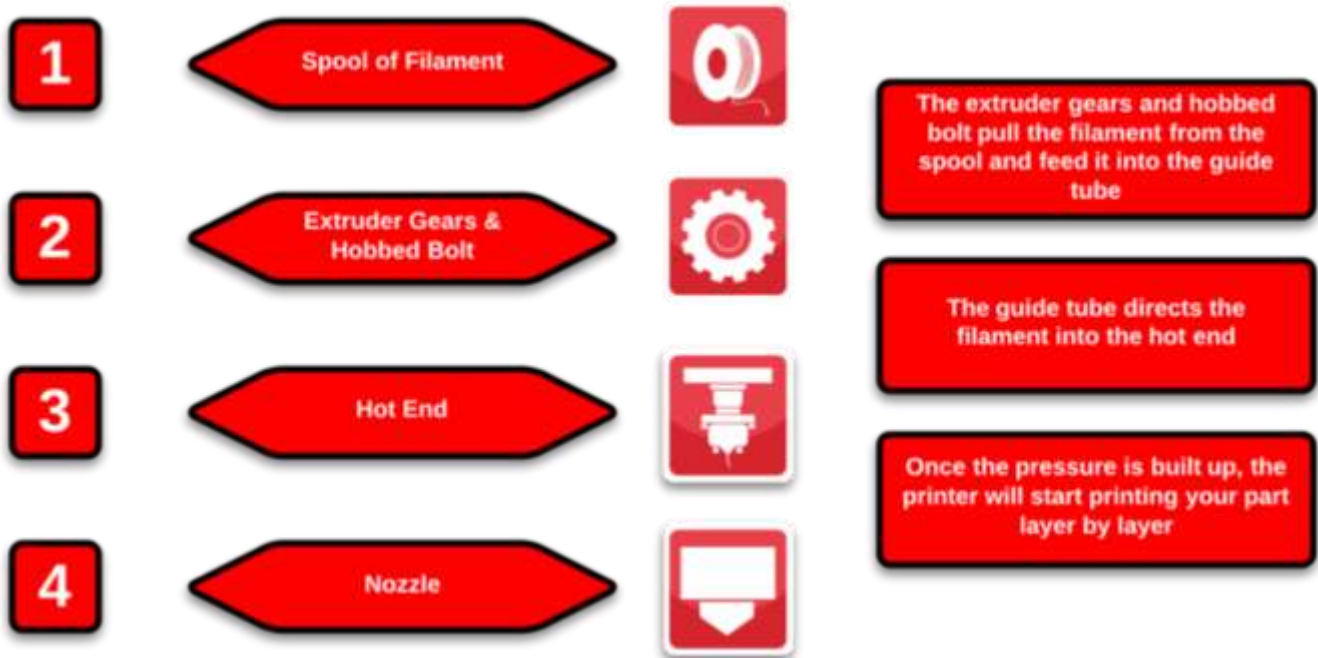 1
Spool of Filament
2
Extruder Gears &
Hobbed Bolt
3
Hot End
4
Nozzle
The extruder gears and hobbed
bolt pull the filament from the
spool and feed it into the guide
tube
The guide tube directs the
filament into the hot end
Once the pressure is built up, the
printer will start printing your part
layer by layer